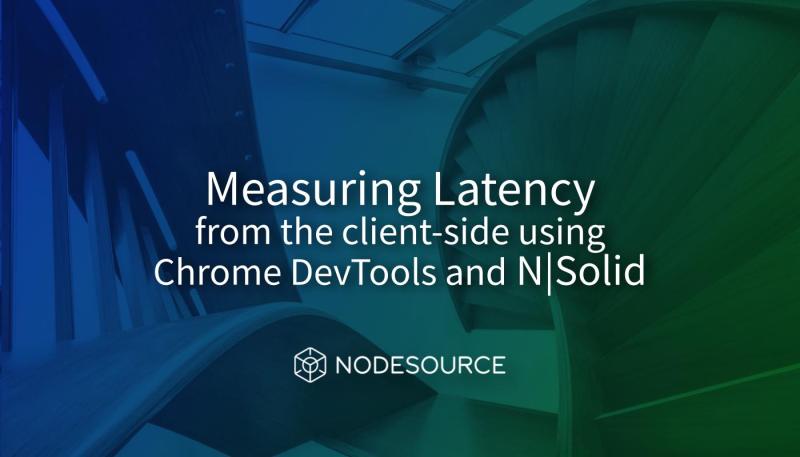 Measuring Latency
from the client-side using
Chrome DevTools and N|Solid
NODESOURCE